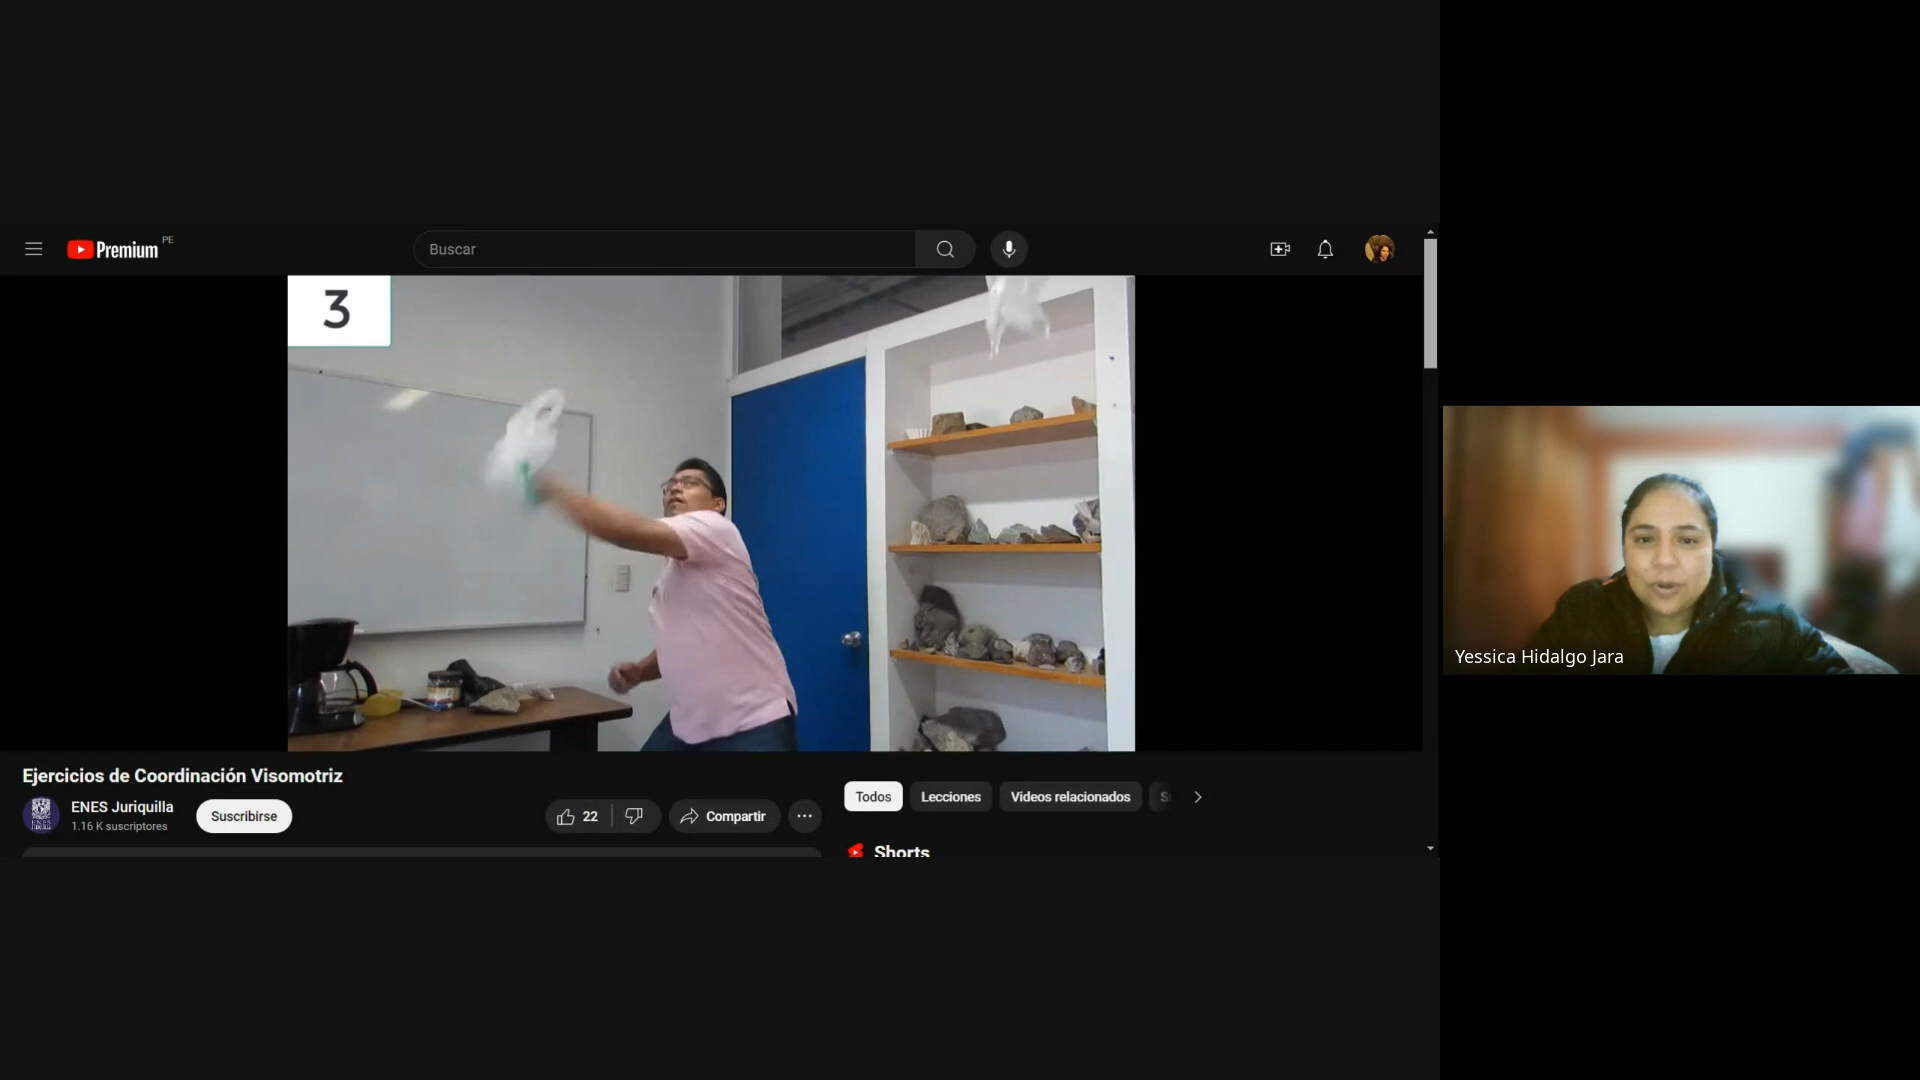 Premium
PE
Buscar
3
Ejercicios de Coordinación Visomotriz
ENES Juriquilla
1.16 K suscriptores
Suscribirse
22
Compartir
Todos
Lecciones
Videos relacionados
Shorts
Yessica Hidalgo Jara